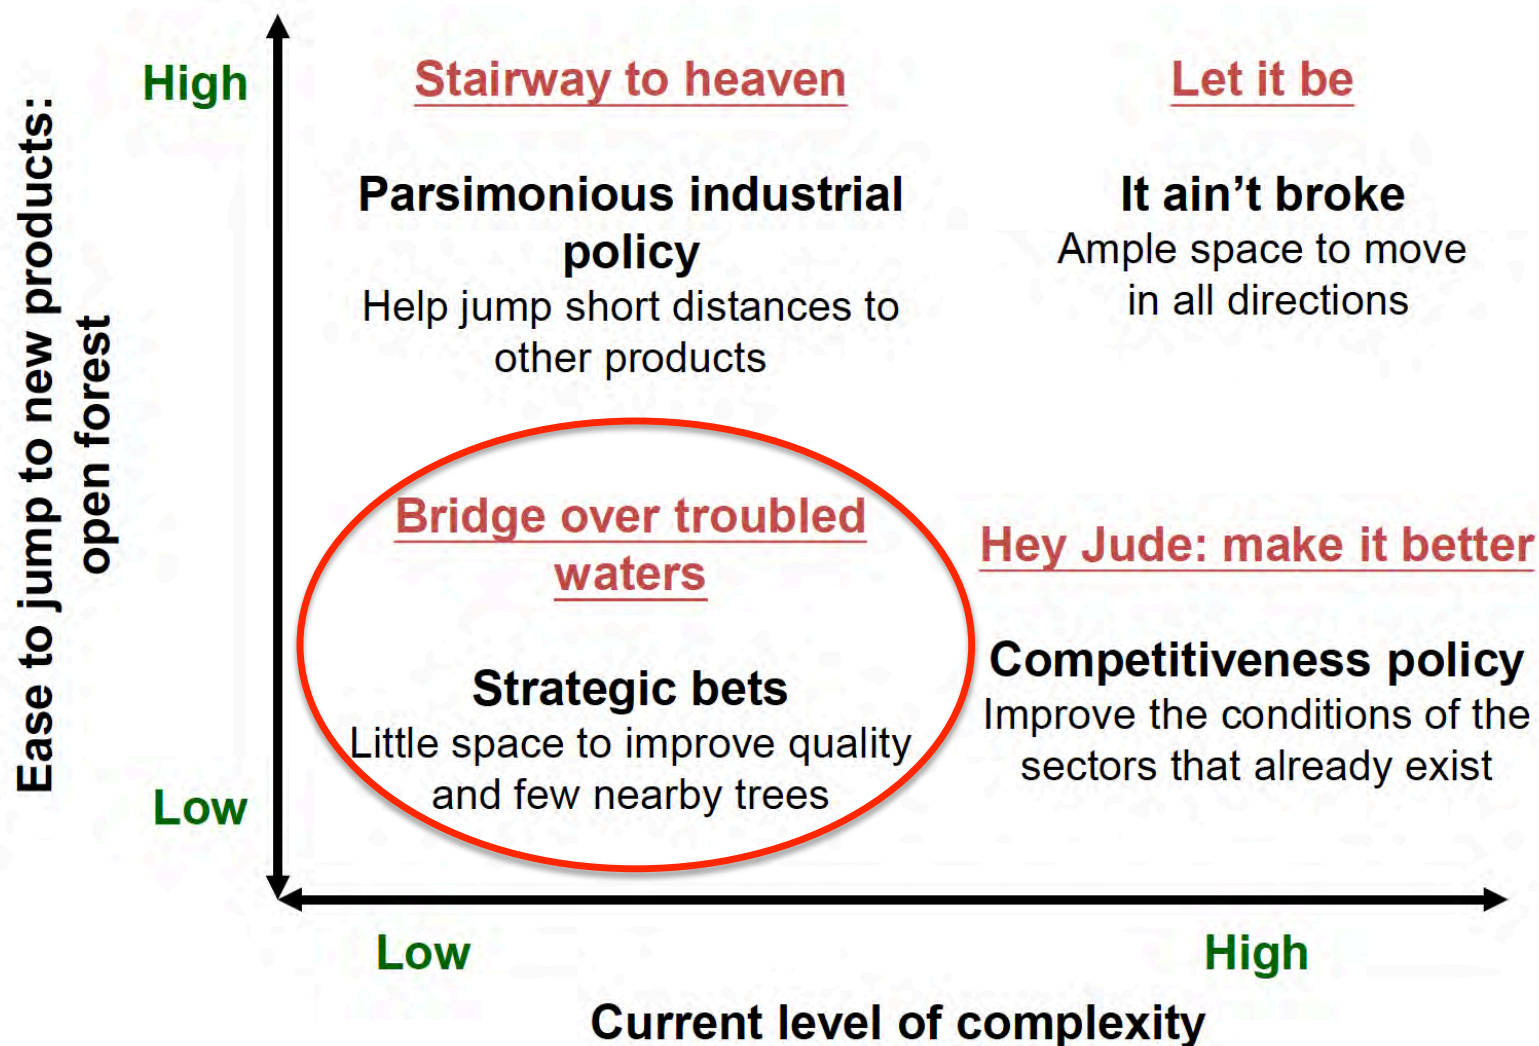 Ease to jump to new products:
open forest
High
Stairway to heaven
Parsimonious industrial
policy
Help jump short distances to
other products
Let it be
It ain’t broke
Ample space to move
in all directions
Bridge over troubled
waters
Strategic bets
Little space to improve quality
and few nearby trees
Hey Jude: make it better
Competitiveness policy
Improve the conditions of the
sectors that already exist
Low
Low
High
Current level of complexity